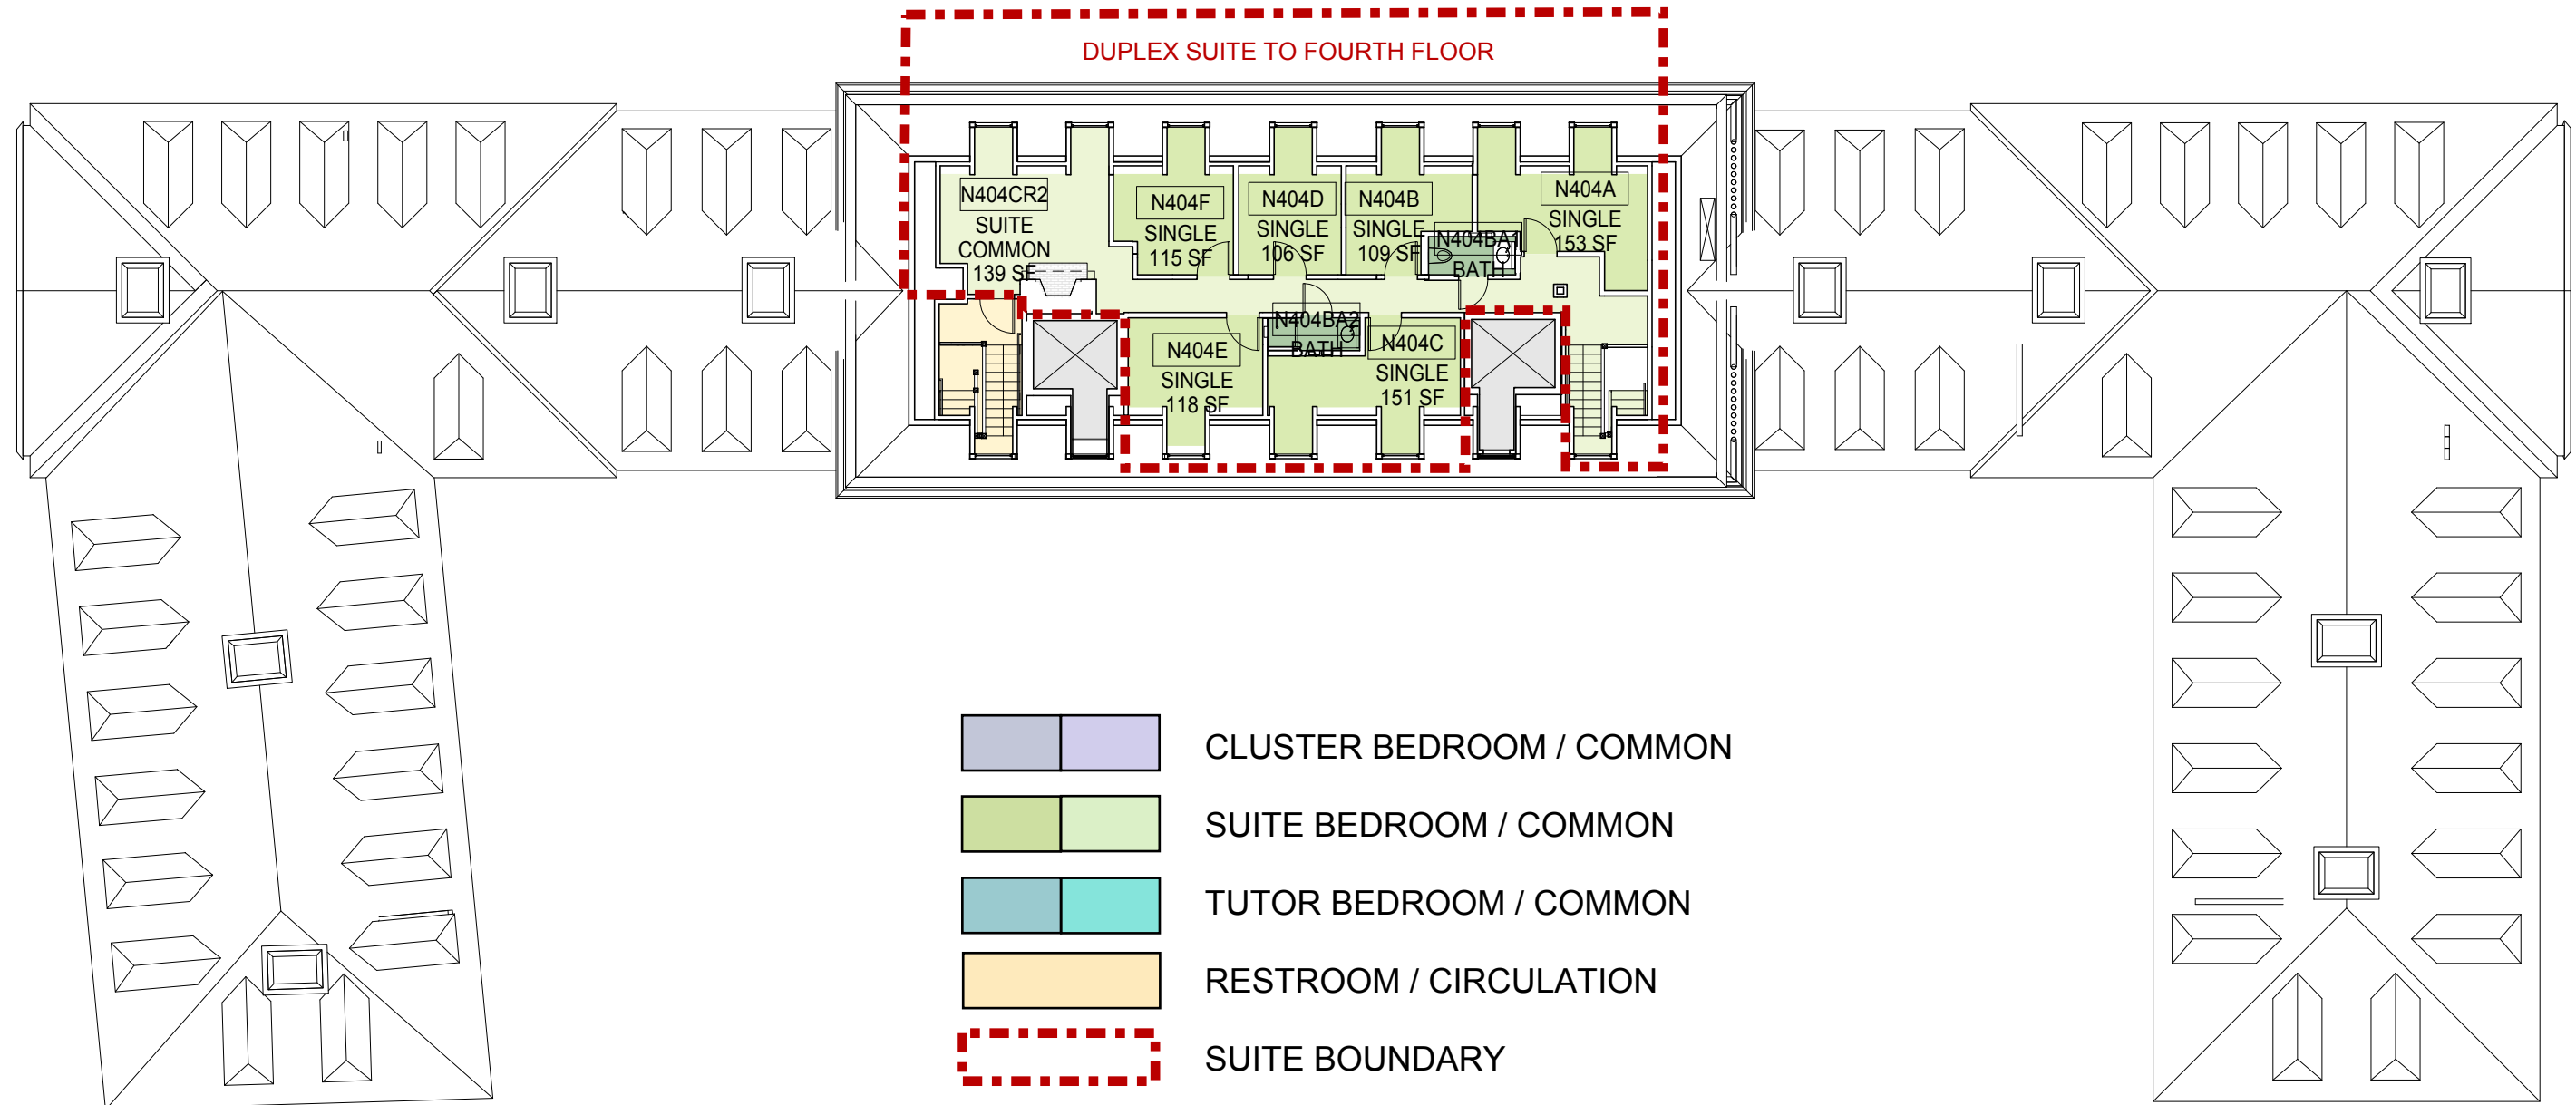 DUPLEX SUITE TO FOURTH FLOOR
N404CR2
SUITE
COMMON
139 SF
N404F
SINGLE
115 SF
N404D
SINGLE
106 SF
N404B
SINGLE
109 SF
N404BA1
BATH
N404A
SINGLE
153 SF
N404E
SINGLE
118 SF
N404BA2
BATH
N404C
SINGLE
151 SF
CLUSTER BEDROOM / COMMON
SUITE BEDROOM / COMMON
TUTOR BEDROOM / COMMON
RESTROOM / CIRCULATION
SUITE BOUNDARY